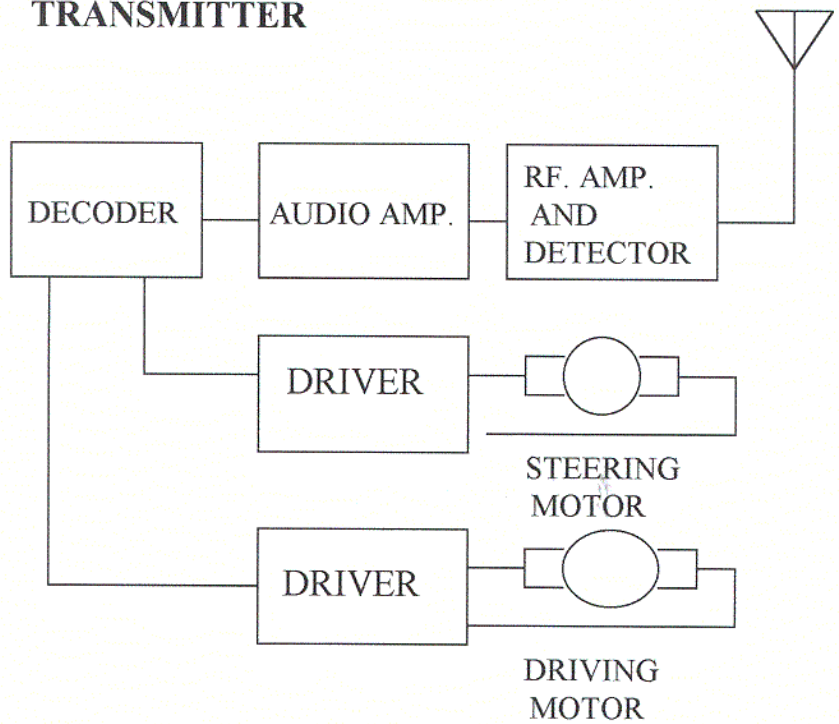 TRANSMITTER
DECODER
AUDIO AMP.
RF. AMP.
AND
DETECTOR
DRIVER
STEERING
MOTOR
DRIVER
DRIVING
MOTOR